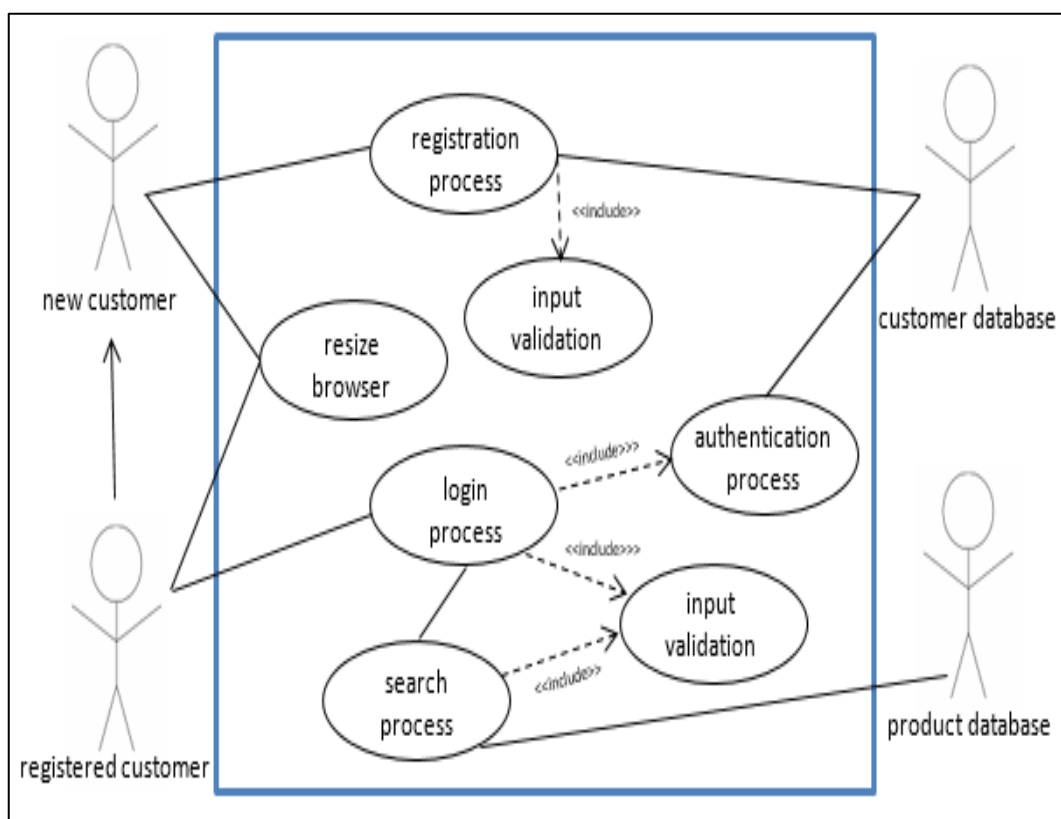 registration
process
<<include>>
new customer
input
validation
customer database
resize
browser
authentication
process
<<include>>>
login
process
<<include>>>
input
validation
search
process
<<include>>
product database
registered customer